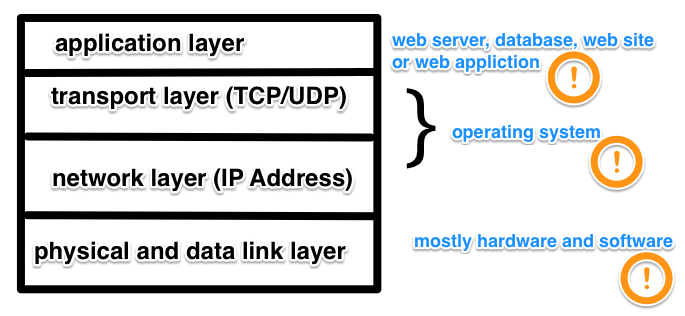 application layer
web server, database, web site
or web appliction
transport layer (TCP/UDP)
operating system
network layer (IP Address)
mostly hardware and software
physical and data link layer